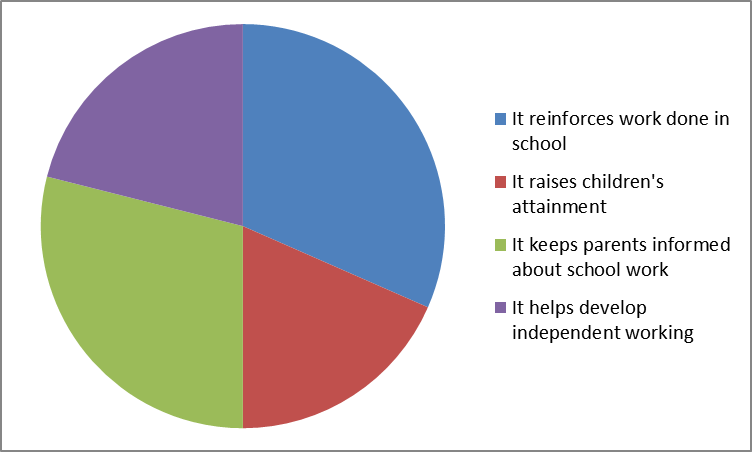 It reinforces work done in
school
It raises children's
attainment
It keeps parents informed
about school work
It helps develop
independent working